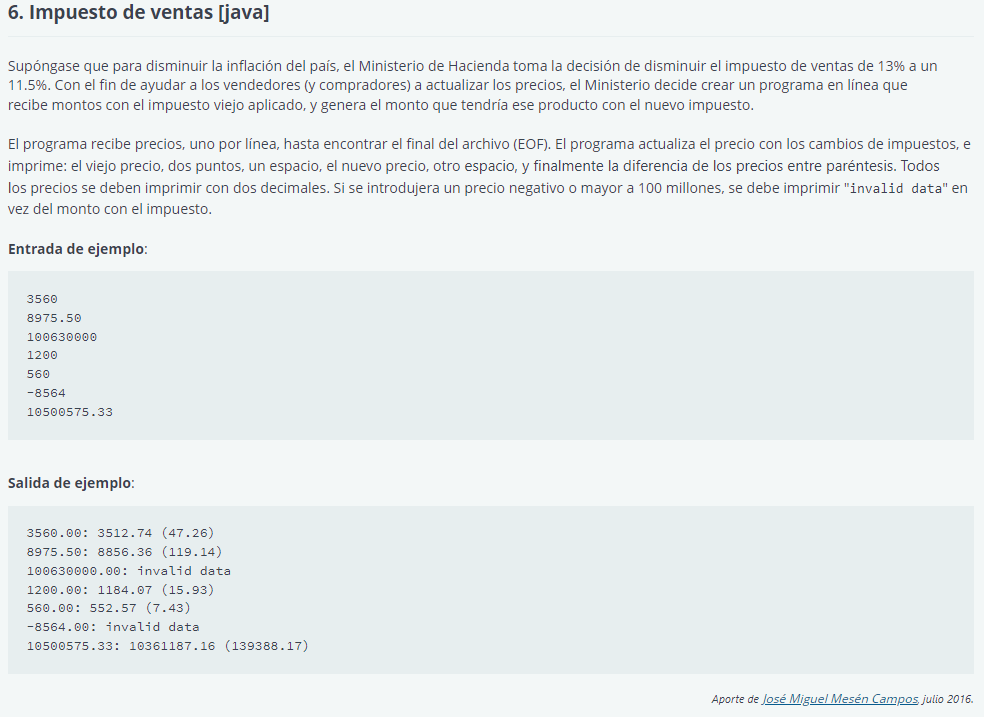 6. Impuesto de ventas [java]
Supóngase que para disminuir la inflación del país, el Ministerio de Hacienda toma la decisión de disminuir el impuesto de ventas de 13% a un
11.5%. Con el fin de ayudar a los vendedores (y compradores) a actualizar los precios, el Ministerio decide crear un programa en línea que
recibe montos con el impuesto viejo aplicado, y genera el monto que tendría ese producto con el nuevo impuesto.
El programa recibe precios, uno por línea, hasta encontrar el final del archivo (EOF). El programa actualiza el precio con los cambios de impuestos, e
imprime: el viejo precio, dos puntos, un espacio, el nuevo precio, otro espacio, y finalmente la diferencia de los precios entre paréntesis. Todos
los precios se deben imprimir con dos decimales. Si se introdujera un precio negativo o mayor a 100 millones, se debe imprimir "invalid data" en
vez del monto con el impuesto.
Entrada de ejemplo:
3560
8975.50
100630000
1200
560
-8564
10500575.33
Salida de ejemplo:
3560.00: 3512.74 (47.26)
8975.50: 8856.36 (119.14)
100630000.00: invalid data
1200.00: 1184.07 (15.93)
560.00: 552.57 (7.43)
-8564.00: invalid data
10500575.33: 10361187.16 (139388.17)
Aporte de José Miguel Mesén Campos, julio 2016.